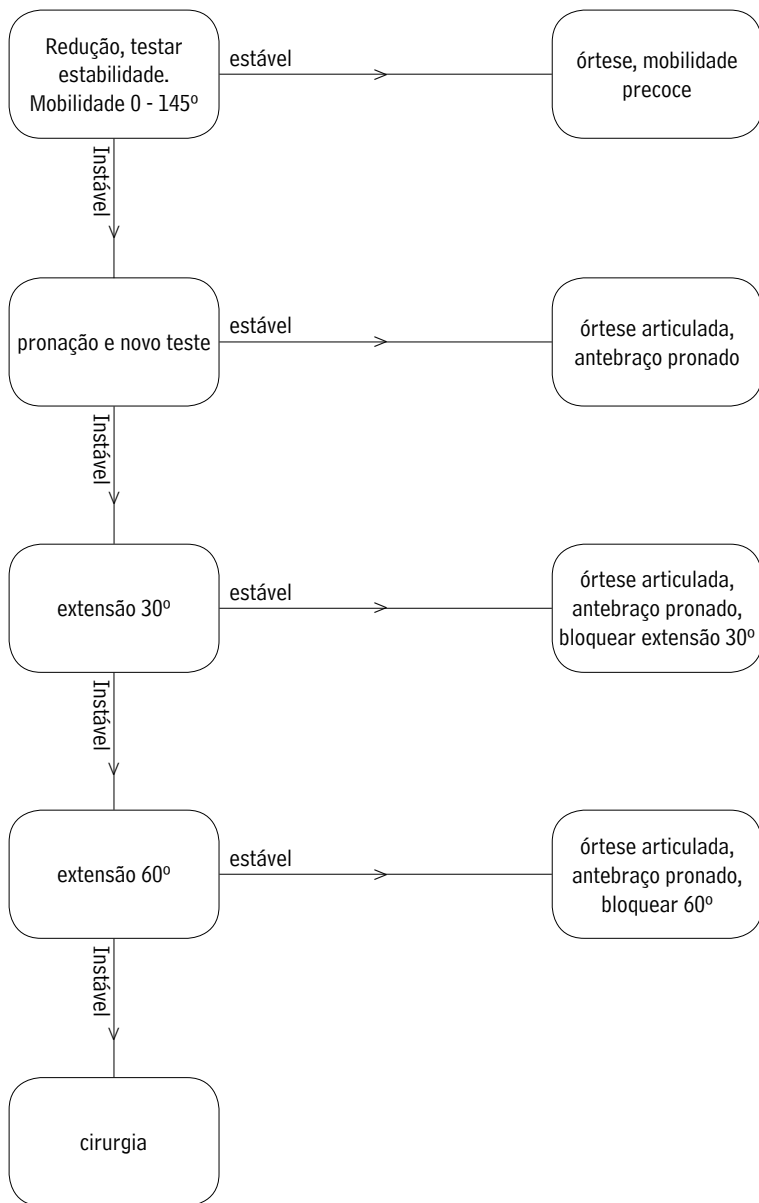 Redução, testar
estabilidade.
Mobilidade 0 - 145º
estável
órtese, mobilidade
precoce
Instável
pronação e novo teste
estável
órtese articulada,
antebraço pronado
Instável
extensão 30º
estável
órtese articulada,
antebraço pronado,
bloquear extensão 30º
Instável
extensão 60º
estável
órtese articulada,
antebraço pronado,
bloquear 60º
Instável
cirurgia